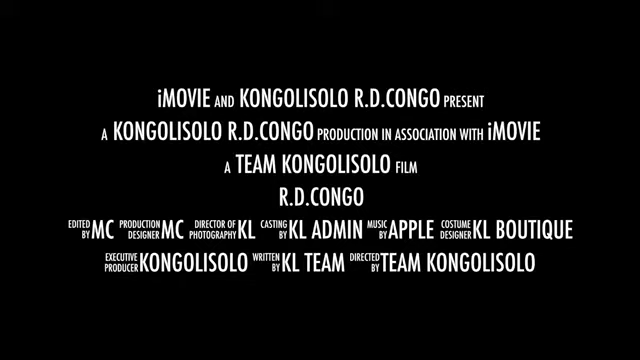 iMOVIE AND KONGOLISOLO R.D.CONGO PRESENT
A KONGOLISOLO R.D.CONGO PRODUCTION IN ASSOCIATION WITH iMOVIE
A TEAM KONGOLISOLO FILM
R.D.CONGO
EDITED BY MC PRODUCTION DESIGNER MC DIRECTOR OF PHOTOGRAPHY KL CASTING BY KL ADMIN MUSIC BY APPLE COSTUME DESIGNER KL BOUTIQUE
EXECUTIVE PRODUCER KONGOLISOLO WRITTEN BY KL TEAM DIRECTED BY TEAM KONGOLISOLO